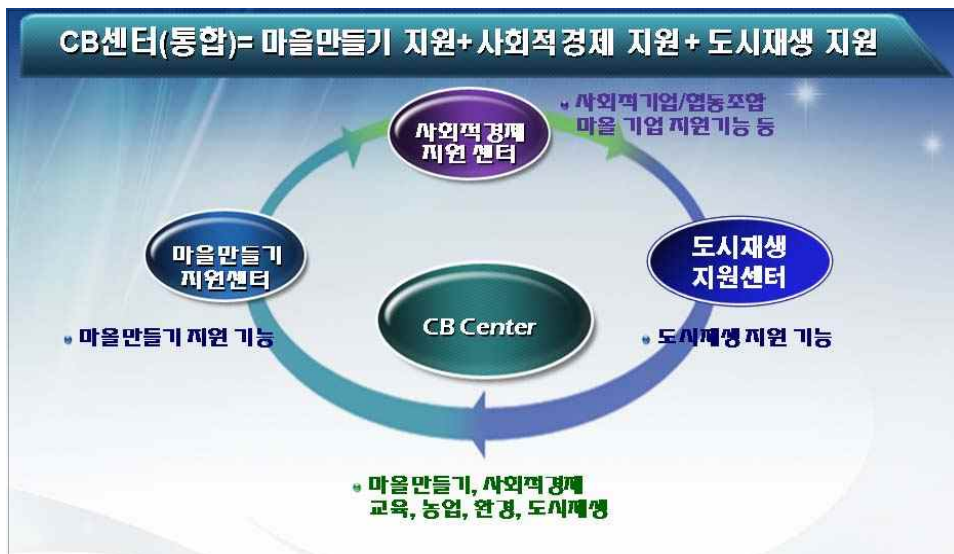 CB센터(통합)= 마을만들기 지원+사회적경제 지원+도시재생 지원
사회적경제
지원 센터
사회적기업/협동조합
마을 기업 지원기능 등
마을만들기
지원센터
마을만들기 지원 기능
CB Center
도시재생
지원센터
도시재생 지원 기능
마을만들기, 사회적경제
교육, 농업, 환경, 도시재생